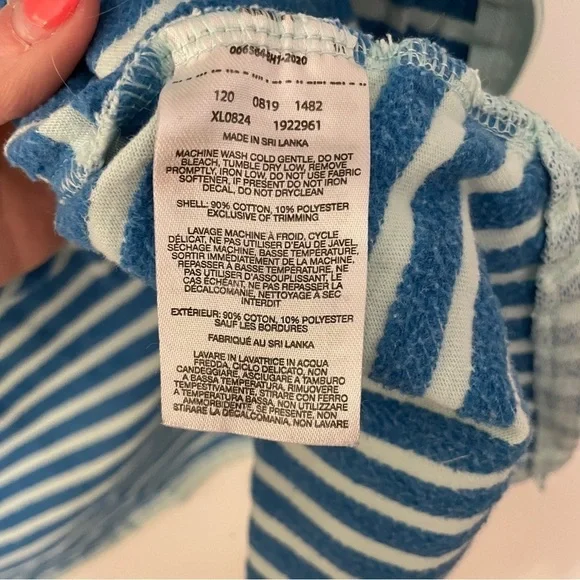 120 0819 1482
XL0824 1922961
MADE IN SRI LANKA
MACHINE WASH COLD GENTLE, DO NOT
BLEACH, TUMBLE DRY LOW, REMOVE
PROMPTLY, IRON LOW, DO NOT USE FABRIC
SOFTENER. IF PRESENT DO NOT IRON
DECAL, DO NOT DRYCLEAN
SHELL: 90% COTTON, 10% POLYESTER
EXCLUSIVE OF TRIMMING
LAVAGE MACHINE À FROID, CYCLE
DÉLICAT, NE PAS UTILISER D'EAU DE JAVEL,
SÉCHAGE MACHINE, BASSE TEMPÉRATURE,
SORTIR IMMÉDIATEMENT DE LA MACHINE,
REPASSER À BASSE TEMPÉRATURE, NE
PAS UTILISER D'ASSOUPLISSANT. LE
CAS ÉCHÉANT, NE PAS REPASSER LA
DÉCALCOMANIE, NETTOYAGE À SEC
INTERDIT
EXTÉRIEUR: 90% COTON, 10% POLYESTER
SAUF LES BORDURES
FABRIQUÉ AU SRI LANKA
LAVARE IN LAVATRICE IN ACQUA
FREDDA, CICLO DELICATO, NON
CANDEGGIARE, ASCIUGARE A TAMBURO
A BASSA TEMPERATURA, RIMUOVERE
TEMPESTIVAMENTE, STIRARE CON FERRO
A TEMPERATURA BASSA, NON UTILIZZARE
AMMORBIDENTE, SE PRESENTE, NON
STIRARE LA DECALCOMANIA, NON LAVARE